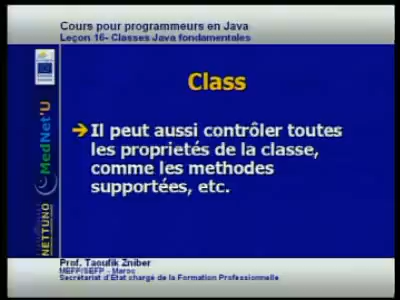 Cours pour programmeurs en Java
Leçon 16- Classes Java fondamentales
Class
Il peut aussi contrôler toutes
les proprietés de la classe,
comme les methodes
supportées, etc.
MedNet'U
NETTUNO
Prof. Taoufik Zniber
MEFP/SEFP - Maroc
Secrétariat d'Etat chargé de la Formation Professionnelle